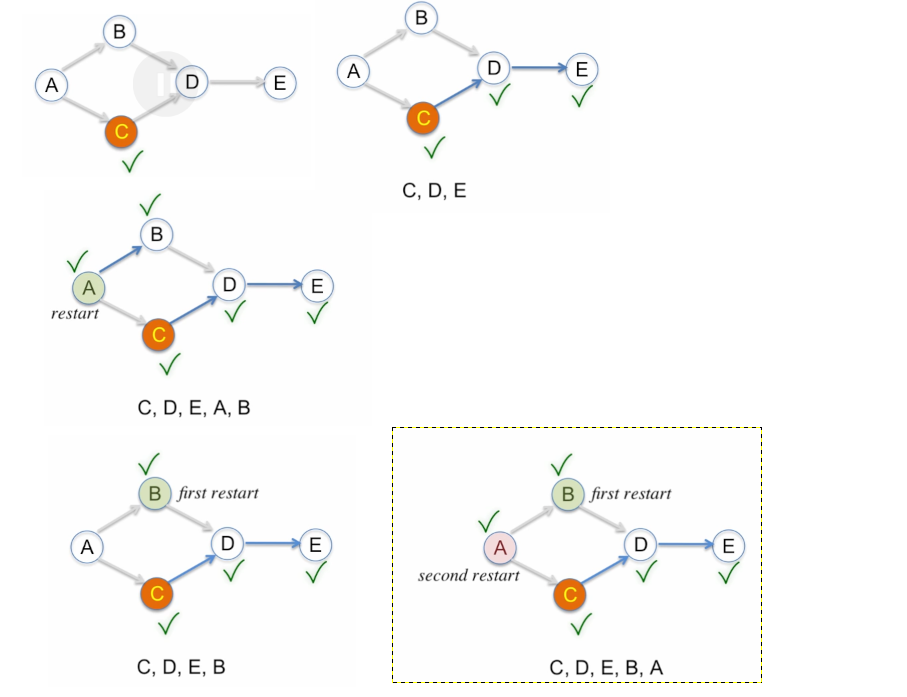 B
A
D
E
C
B
A
D
E
C
C, D, E
B
A
D
E
restart
C
C, D, E, A, B
B first restart
A
D
E
C
C, D, E, B
B first restart
A
D
E
second restart
C
C, D, E, B, A